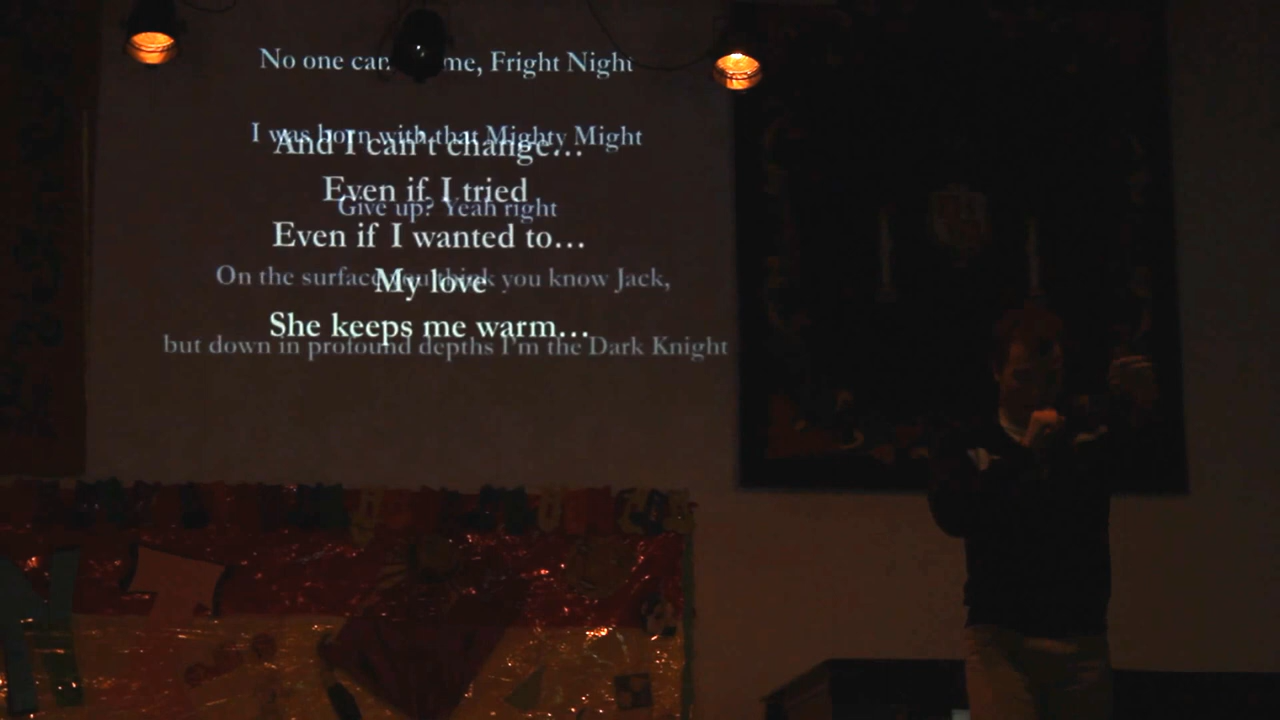 No one can me, Fright Night
I was born with that Mighty Might
And I can't change...
Even if I tried
Give up? Yeah right
Even if I wanted to...
On the surface you think you know Jack,
My love
She keeps me warm...
but down in profound depths I'm the Dark Knight